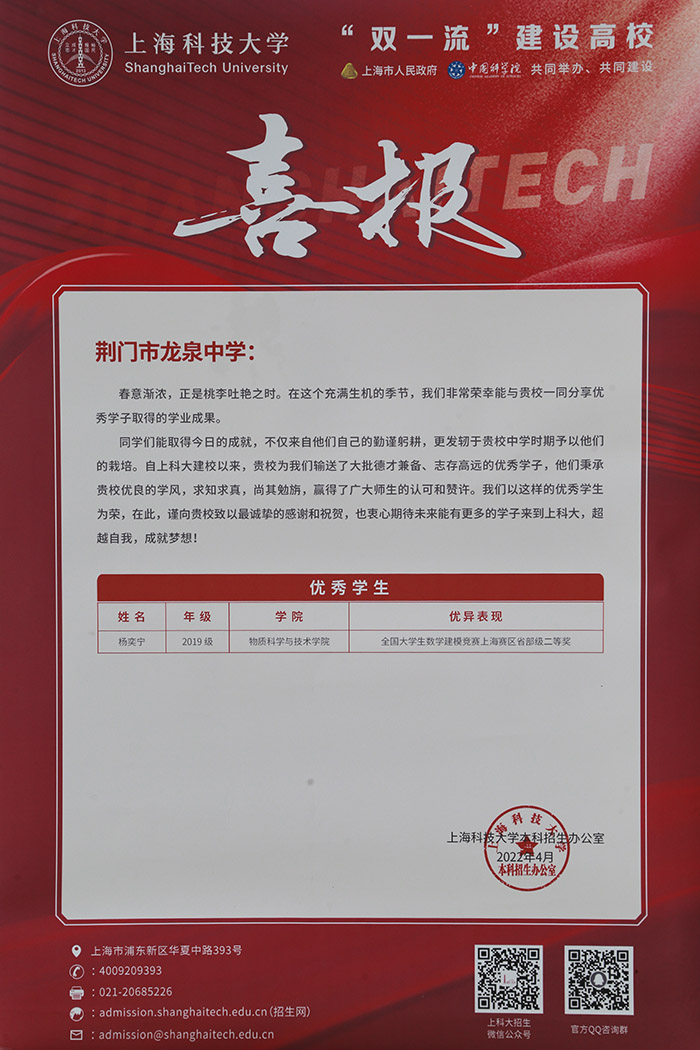 上海科技大学
ShanghaiTech University
“双一流”建设高校
上海市人民政府 中国科学院 共同举办、共同建设
喜报
荆门市龙泉中学：
春意渐浓，正是桃李吐艳之时。在这个充满生机的季节，我们非常荣幸能与贵校一同分享优
秀学子取得的学业成果。
同学们能取得今日的成就，不仅来自他们自己的勤谨躬耕，更发轫于贵校中学时期予以他们
的栽培。自上科大建校以来，贵校为我们输送了大批德才兼备、志存高远的优秀学子，他们秉承
贵校优良的学风，求知求真，尚其勉旃，赢得了广大师生的认可和赞许。我们以这样的优秀学生
为荣，在此，谨向贵校致以最诚挚的感谢和祝贺，也衷心期待未来能有更多的学子来到上科大，超
越自我，成就梦想！
优秀学生
姓名 年级 学院 优异表现
杨奕宁 2019级 物质科学与技术学院 全国大学生数学建模竞赛上海赛区省部级二等奖
上海科技大学本科招生办公室
2022年4月
上海科技大学
本科招生办公室
上海市浦东新区华夏中路393号
：4009209393
：021-20685226
：admission.shanghaitech.edu.cn（招生网）
：admission@shanghaitech.edu.cn
上科大招生
微信公众号
官方QQ咨询群